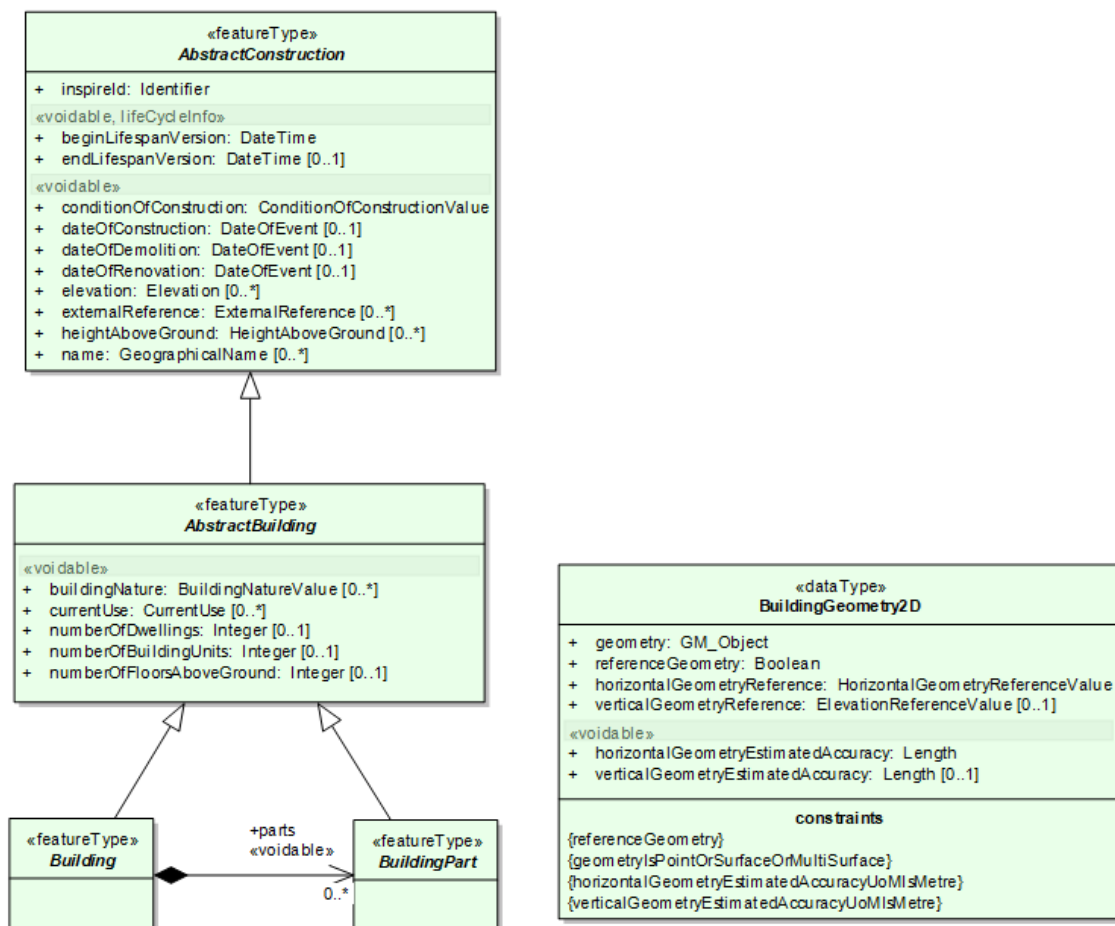 «featureType»
AbstractConstruction
+ inspireId: Identifier
«voidable, lifeCycleInfo»
+ beginLifespanVersion: DateTime
+ endLifespanVersion: DateTime [0..1]
«voidable»
+ conditionOfConstruction: ConditionOfConstructionValue
+ dateOfConstruction: DateOfEvent [0..1]
+ dateOfDemolition: DateOfEvent [0..1]
+ dateOfRenovation: DateOfEvent [0..1]
+ elevation: Elevation [0..*]
+ externalReference: ExternalReference [0..*]
+ heightAboveGround: HeightAboveGround [0..*]
+ name: GeographicalName [0..*]
«featureType»
AbstractBuilding
«voidable»
+ buildingNature: BuildingNatureValue [0..*]
+ currentUse: CurrentUse [0..*]
+ numberOfDwellings: Integer [0..1]
+ numberOfBuildingUnits: Integer [0..1]
+ numberOfFloorsAboveGround: Integer [0..1]
«featureType»
Building
+parts
«voidable»
0..*
«featureType»
BuildingPart
«dataType»
BuildingGeometry2D
+ geometry: GM_Object
+ referenceGeometry: Boolean
+ horizontalGeometryReference: HorizontalGeometryReferenceValue
+ verticalGeometryReference: ElevationReferenceValue [0..1]
«voidable»
+ horizontalGeometryEstimatedAccuracy: Length
+ verticalGeometryEstimatedAccuracy: Length [0..1]
constraints
{referenceGeometry}
{geometryIsPointOrSurfaceOrMultiSurface}
{horizontalGeometryEstimatedAccuracyUoMIsMetre}
{verticalGeometryEstimatedAccuracyUoMIsMetre}